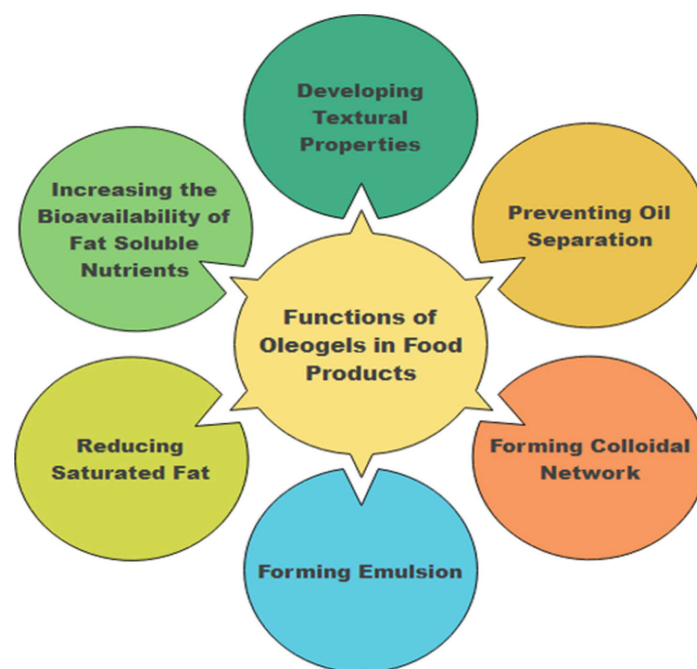 Developing
Textural
Properties
Increasing the
Bioavailability of
Fat Soluble
Nutrients
Preventing Oil
Separation
Functions of
Oleogels in Food
Products
Reducing
Saturated Fat
Forming Colloidal
Network
Forming Emulsion